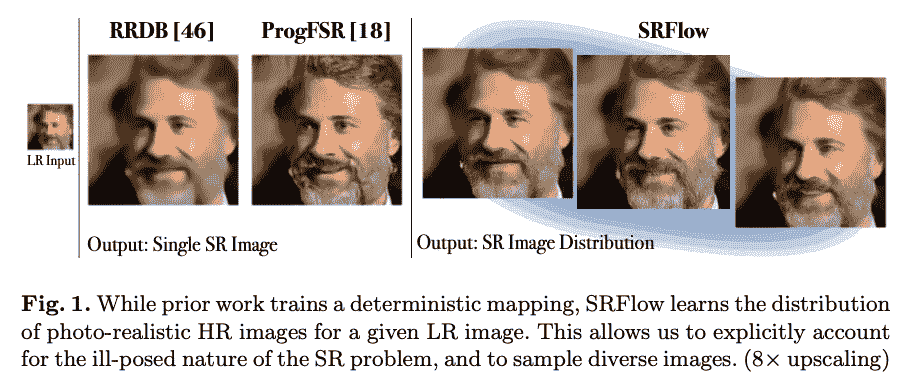 RRDB [46]
ProgFSR [18]
SRFlow
LR Input
Output: Single SR Image
Output: SR Image Distribution
Fig. 1. While prior work trains a deterministic mapping, SRFlow learns the distribution
of photo-realistic HR images for a given LR image. This allows us to explicitly account
for the ill-posed nature of the SR problem, and to sample diverse images. (8× upscaling)